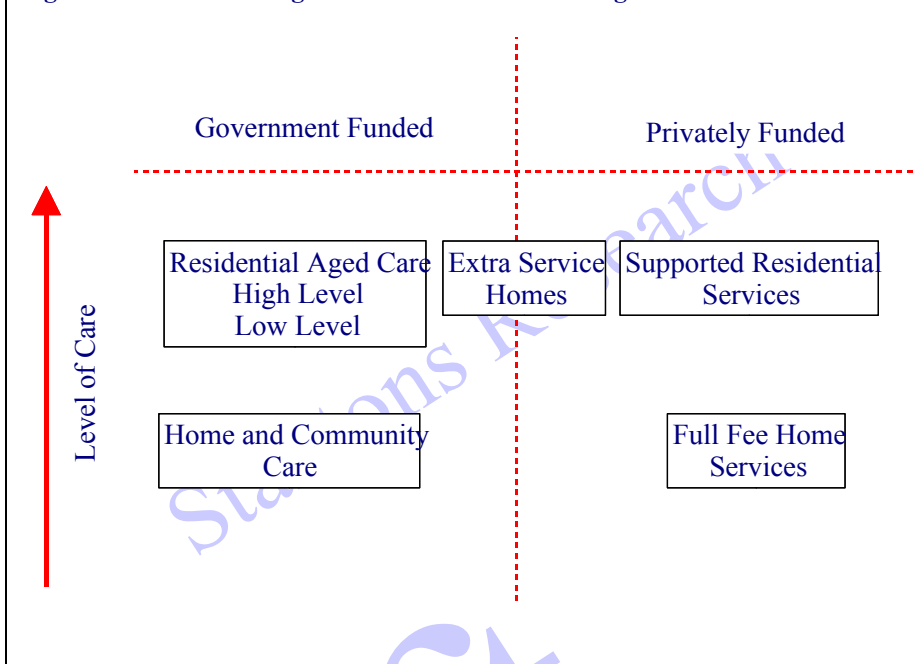 Government Funded
Privately Funded
Residential Aged Care
High Level
Low Level
Extra Service
Homes
Supported Residential
Services
Level of Care
Home and Community
Care
Full Fee Home
Services